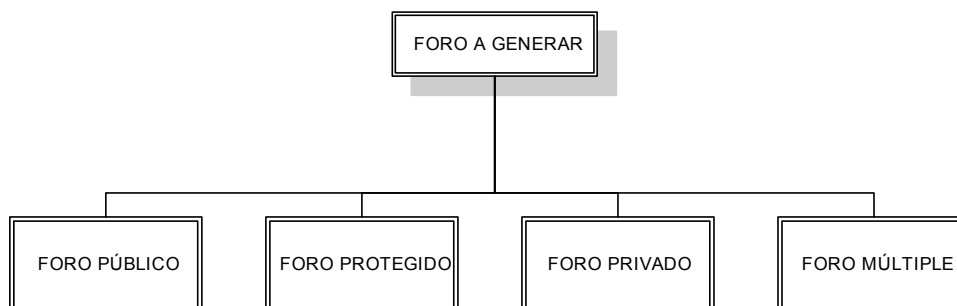 FORO A GENERAR
FORO PÚBLICO
FORO PROTEGIDO
FORO PRIVADO
FORO MÚLTIPLE